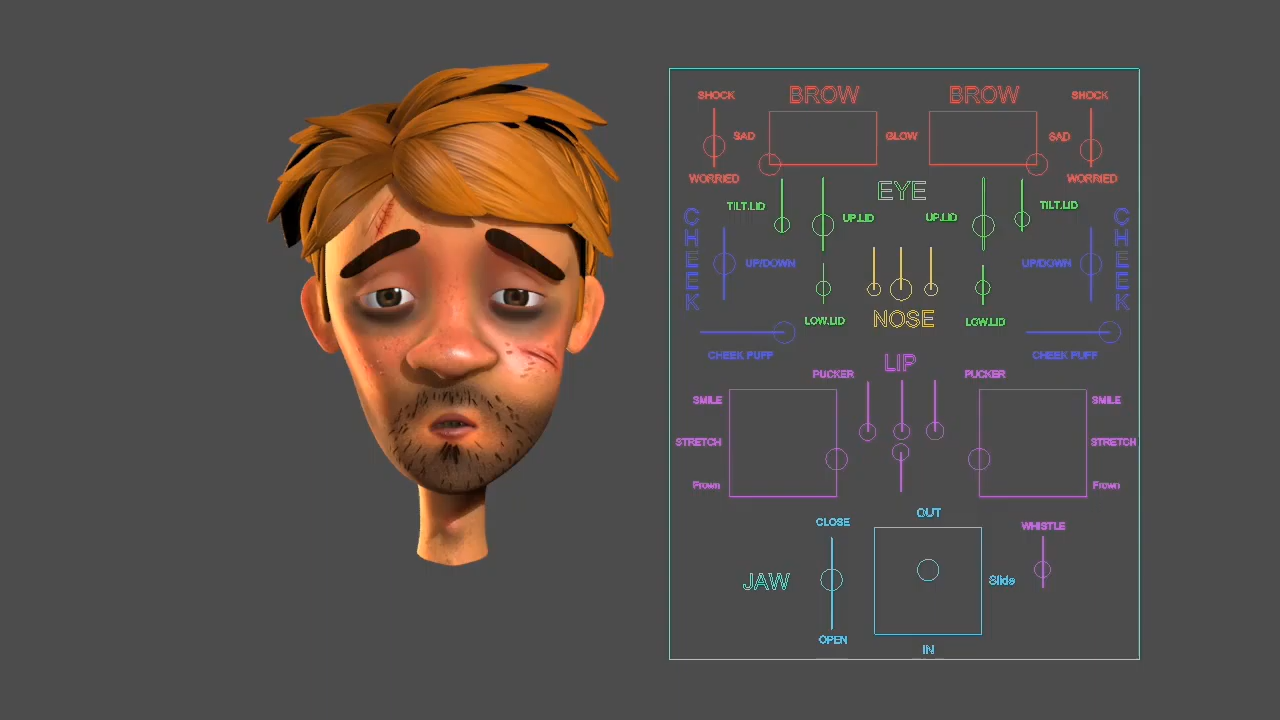 BROW BROW
SHOCK SHOCK
SAD GLOW SAD
WORRIED WORRIED
EYE
TILT.LID TILT.LID
UP.LID UP.LID
CHEEK CHEEK
UP/DOWN UP/DOWN
NOSE
LOW.LID LOW.LID
CHEEK PUFF CHEEK PUFF
LIP
PUCKER PUCKER
SMILE SMILE
STRETCH STRETCH
Frown Frown
OUT
CLOSE WHISTLE
JAW Slide
OPEN
IN